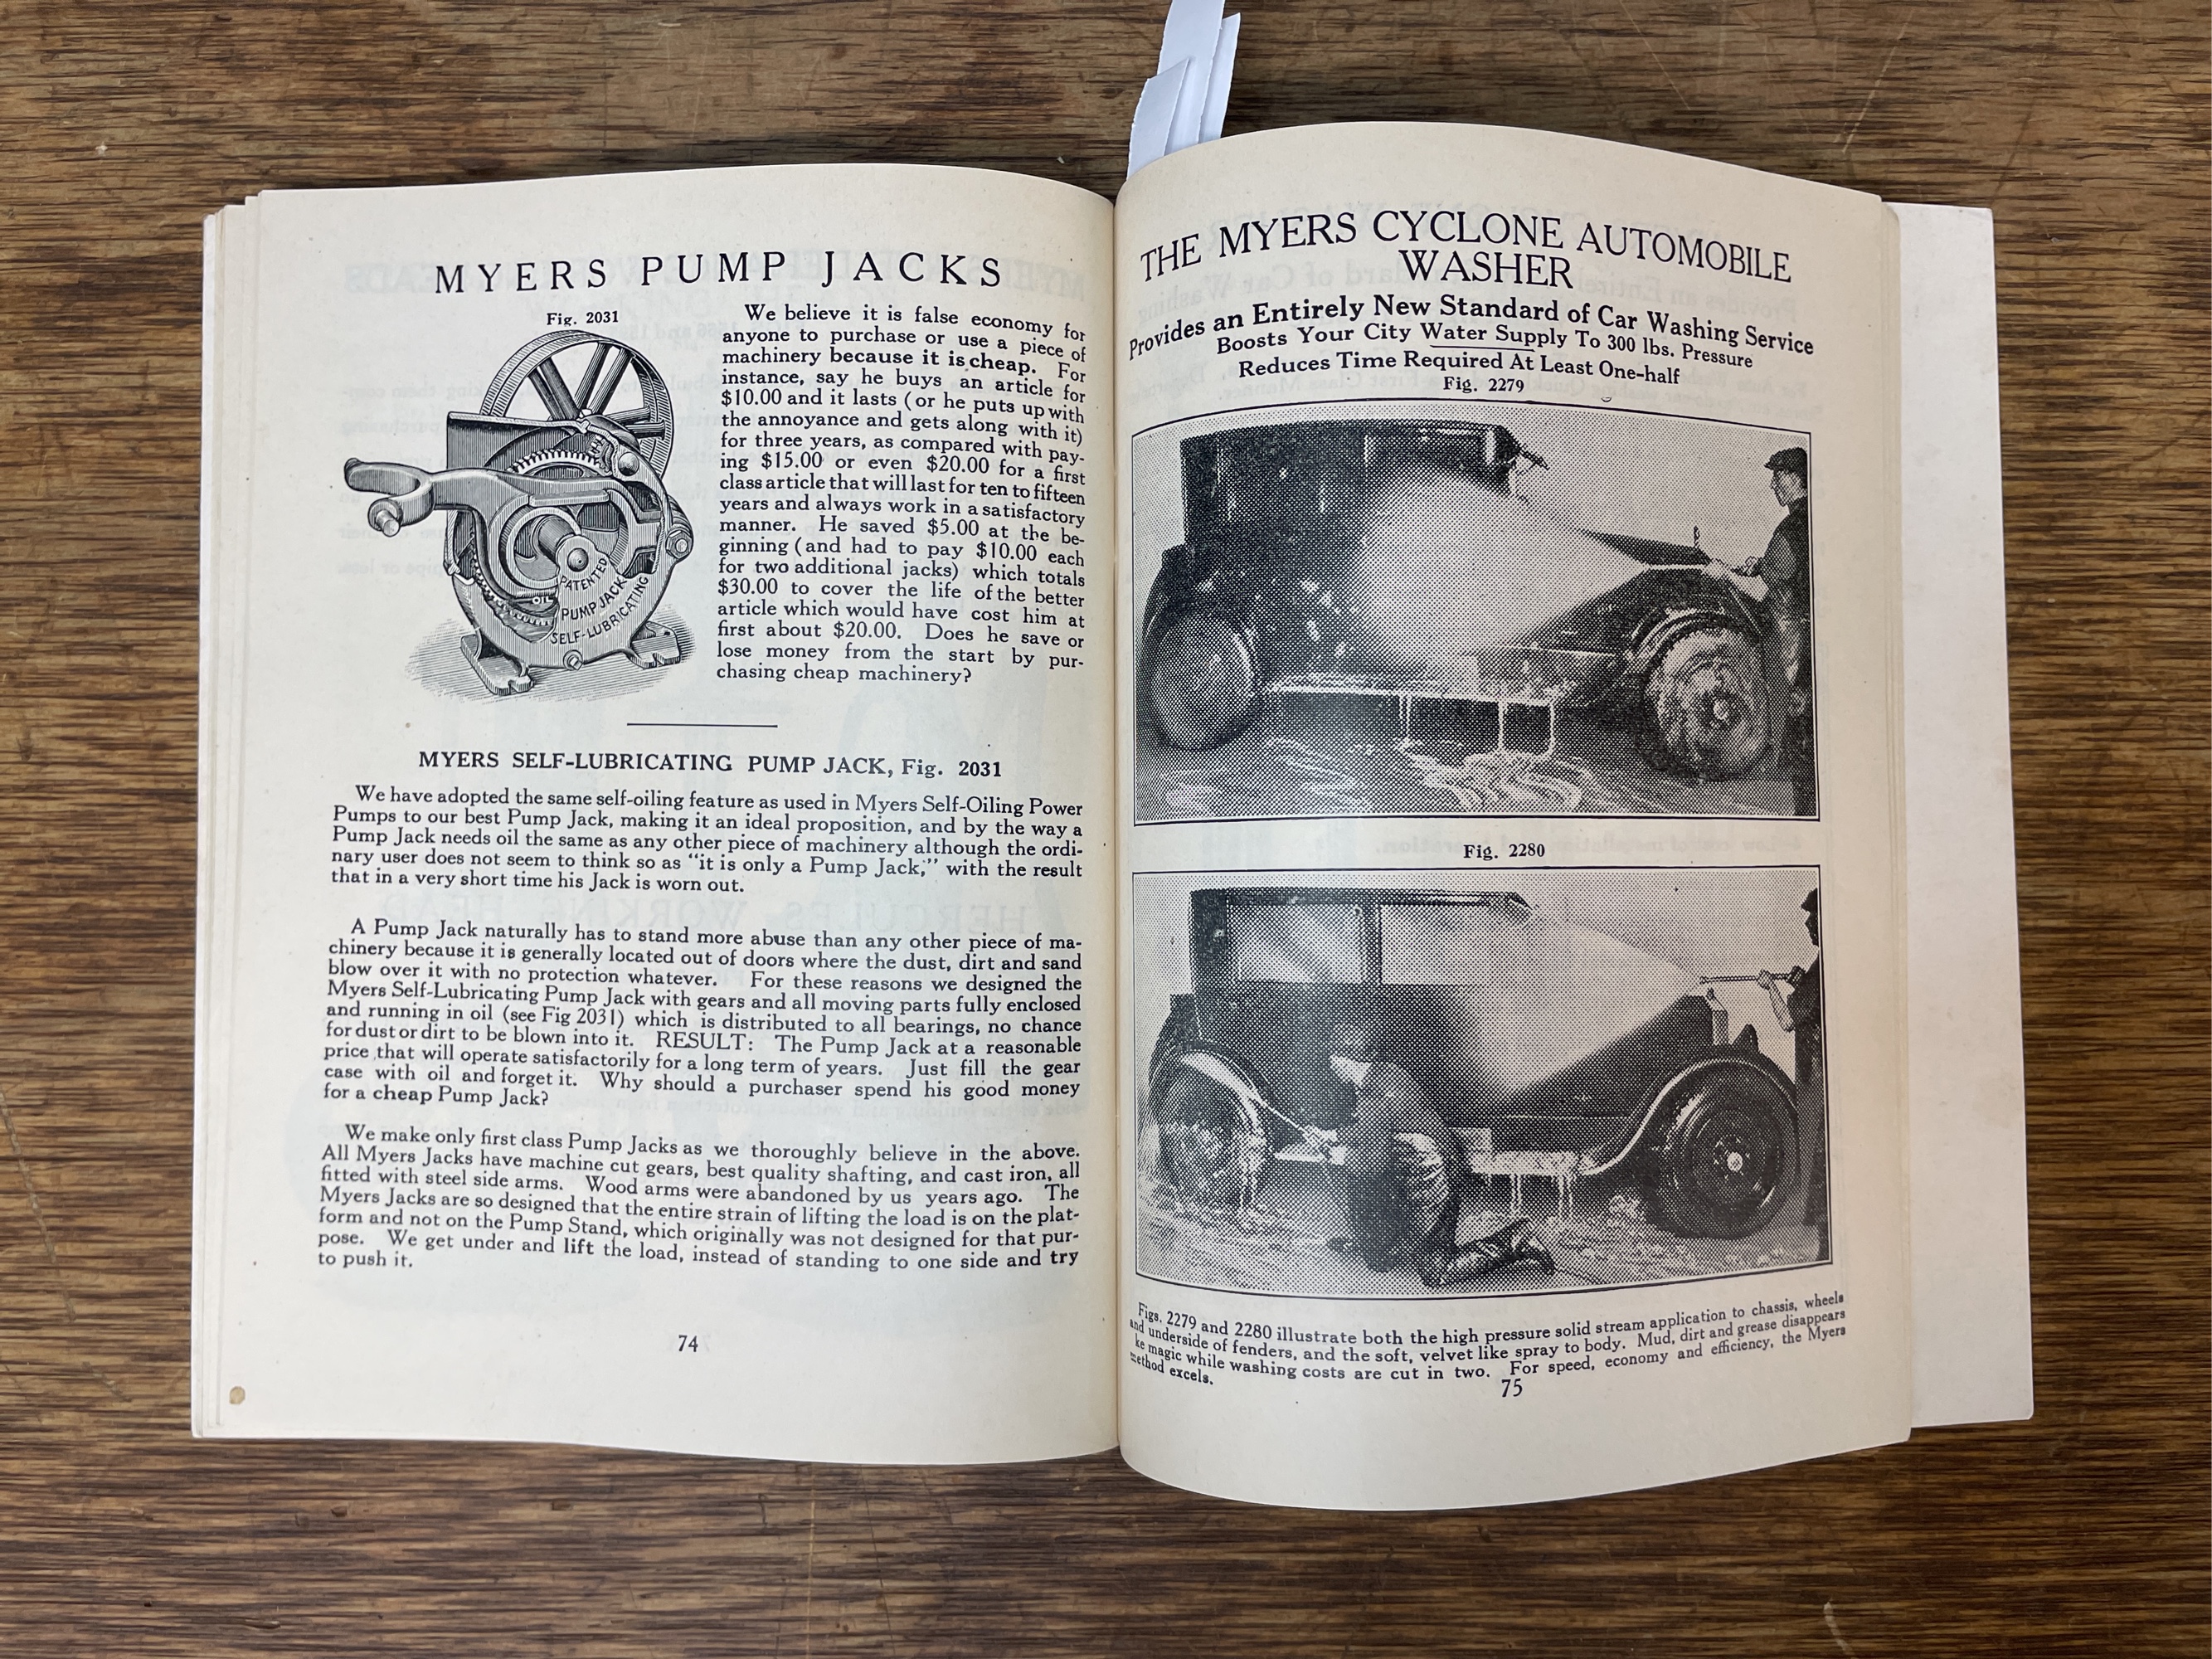 MYERS PUMP JACKS
Fig. 2031
PATENTED
OIL
PUMP JACK
SELF-LUBRICATING
We believe it is false economy for
anyone to purchase or use a piece of
machinery because it is cheap. For
instance, say he buys an article for
$10.00 and it lasts (or he puts up with
the annoyance and gets along with it)
for three years, as compared with pay-
ing $15.00 or even $20.00 for a first
class article that will last for ten to fifteen
years and always work in a satisfactory
manner. He saved $5.00 at the be-
ginning (and had to pay $10.00 each
for two additional jacks) which totals
$30.00 to cover the life of the better
article which would have cost him at
first about $20.00. Does he save or
lose money from the start by pur-
chasing cheap machinery?
MYERS SELF-LUBRICATING PUMP JACK, Fig. 2031
We have adopted the same self-oiling feature as used in Myers Self-Oiling Power
Pumps to our best Pump Jack, making it an ideal proposition, and by the way a
Pump Jack needs oil the same as any other piece of machinery although the ordi-
nary user does not seem to think so as "it is only a Pump Jack," with the result
that in a very short time his Jack is worn out.
A Pump Jack naturally has to stand more abuse than any other piece of ma-
chinery because it is generally located out of doors where the dust, dirt and sand
blow over it with no protection whatever. For these reasons we designed the
Myers Self-Lubricating Pump Jack with gears and all moving parts fully enclosed
and running in oil (see Fig 2031) which is distributed to all bearings, no chance
for dust or dirt to be blown into it. RESULT: The Pump Jack at a reasonable
price that will operate satisfactorily for a long term of years. Just fill the gear
case with oil and forget it. Why should a purchaser spend his good money
for a cheap Pump Jack?
We make only first class Pump Jacks as we thoroughly believe in the above.
All Myers Jacks have machine cut gears, best quality shafting, and cast iron, all
fitted with steel side arms. Wood arms were abandoned by us years ago. The
Myers Jacks are so designed that the entire strain of lifting the load is on the plat-
form and not on the Pump Stand, which originally was not designed for that pur-
pose. We get under and lift the load, instead of standing to one side and try
to push it.
74
THE MYERS CYCLONE AUTOMOBILE
WASHER
Provides an Entirely New Standard of Car Washing Service
Boosts Your City Water Supply To 300 lbs. Pressure
Reduces Time Required At Least One-half
Fig. 2279
Fig. 2280
Figs. 2279 and 2280 illustrate both the high pressure solid stream application to chassis, wheels
and underside of fenders, and the soft, velvet like spray to body. Mud, dirt and grease disappears
ke magic while washing costs are cut in two. For speed, economy and efficiency, the Myers
method excels.
75